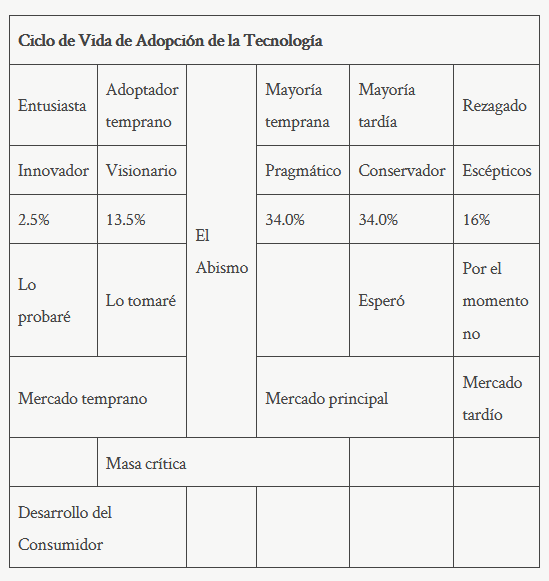 Ciclo de Vida de Adopción de la Tecnología
Entusiasta
Adoptador
temprano
Mayoría
temprana
Mayoría
tardía
Rezagado
Innovador
Visionario
Pragmático
Conservador
Escépticos
2.5%
13.5%
El
Abismo
34.0%
34.0%
16%
Lo
probaré
Lo tomaré
Esperó
Por el
momento
no
Mercado temprano
Mercado principal
Mercado
tardío
Masa crítica
Desarrollo del
Consumidor